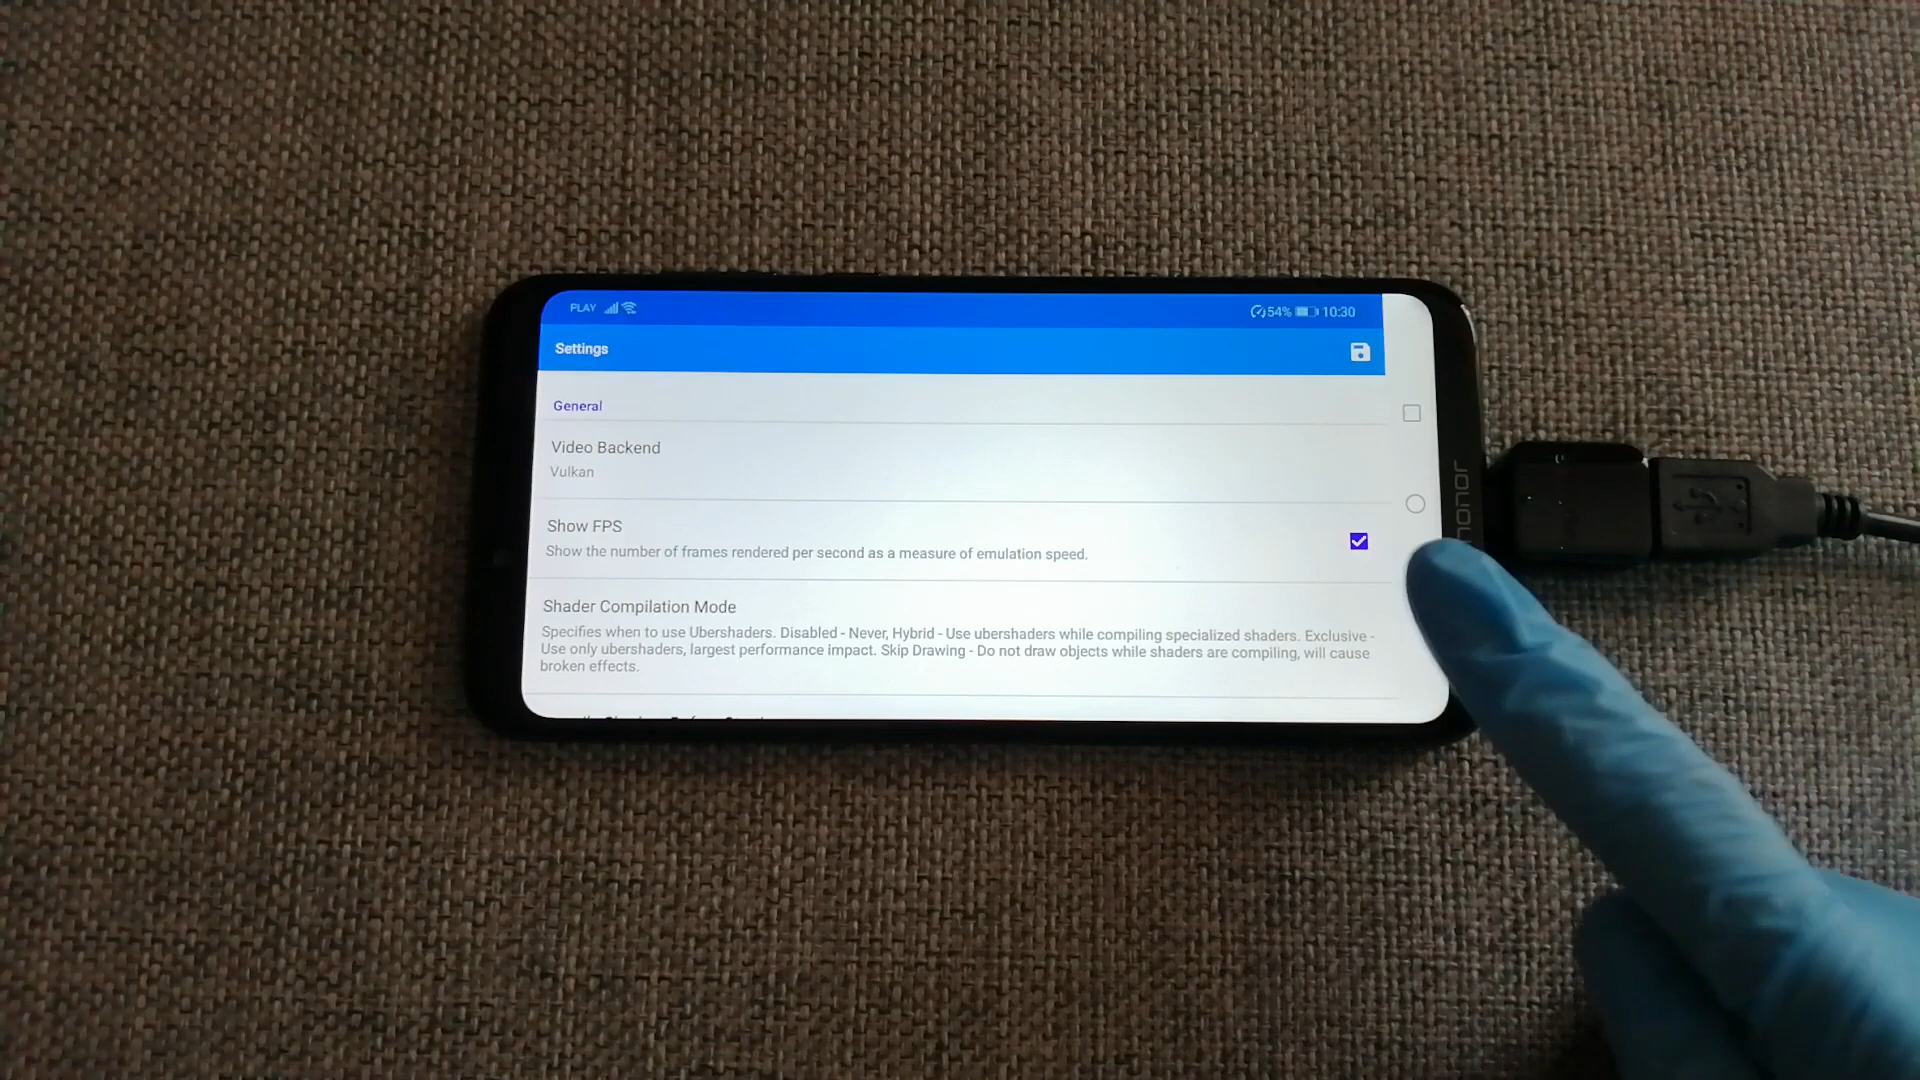 PLAY
54% 10:30
Settings
General
Video Backend
Vulkan
Show FPS
Show the number of frames rendered per second as a measure of emulation speed.
Shader Compilation Mode
Specifies when to use Ubershaders. Disabled - Never, Hybrid - Use ubershaders while compiling specialized shaders. Exclusive -
Use only ubershaders, largest performance impact. Skip Drawing - Do not draw objects while shaders are compiling, will cause
broken effects.
honor